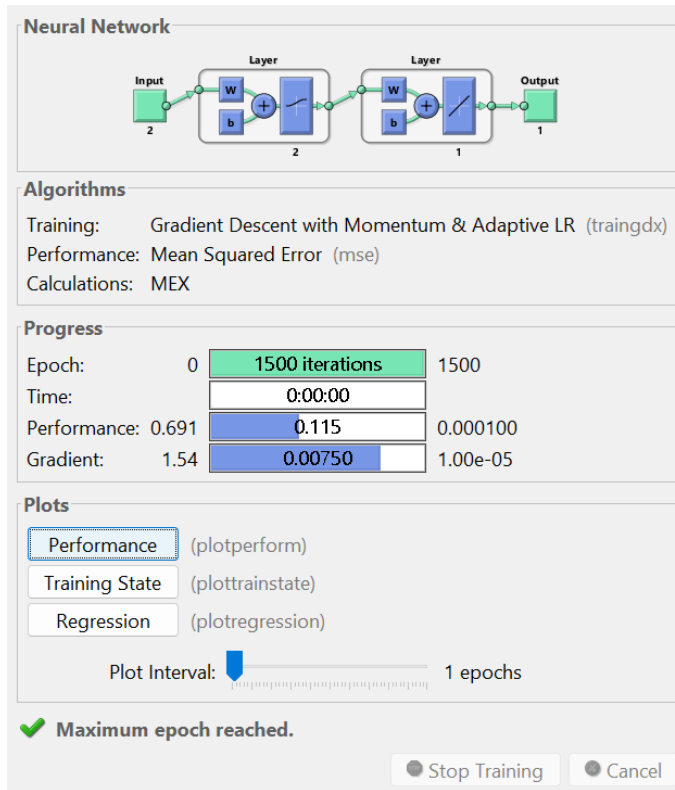 Neural Network
Layer Layer
Input W W Output
b + b +
2 2 1 1
Algorithms
Training: Gradient Descent with Momentum & Adaptive LR (traingdx)
Performance: Mean Squared Error (mse)
Calculations: MEX
Progress
Epoch: 0 1500 iterations 1500
Time: 0:00:00
Performance: 0.691 0.115 0.000100
Gradient: 1.54 0.00750 1.00e-05
Plots
Performance (plotperform)
Training State (plottrainstate)
Regression (plotregression)
Plot Interval: 1 epochs
Maximum epoch reached.
Stop Training Cancel